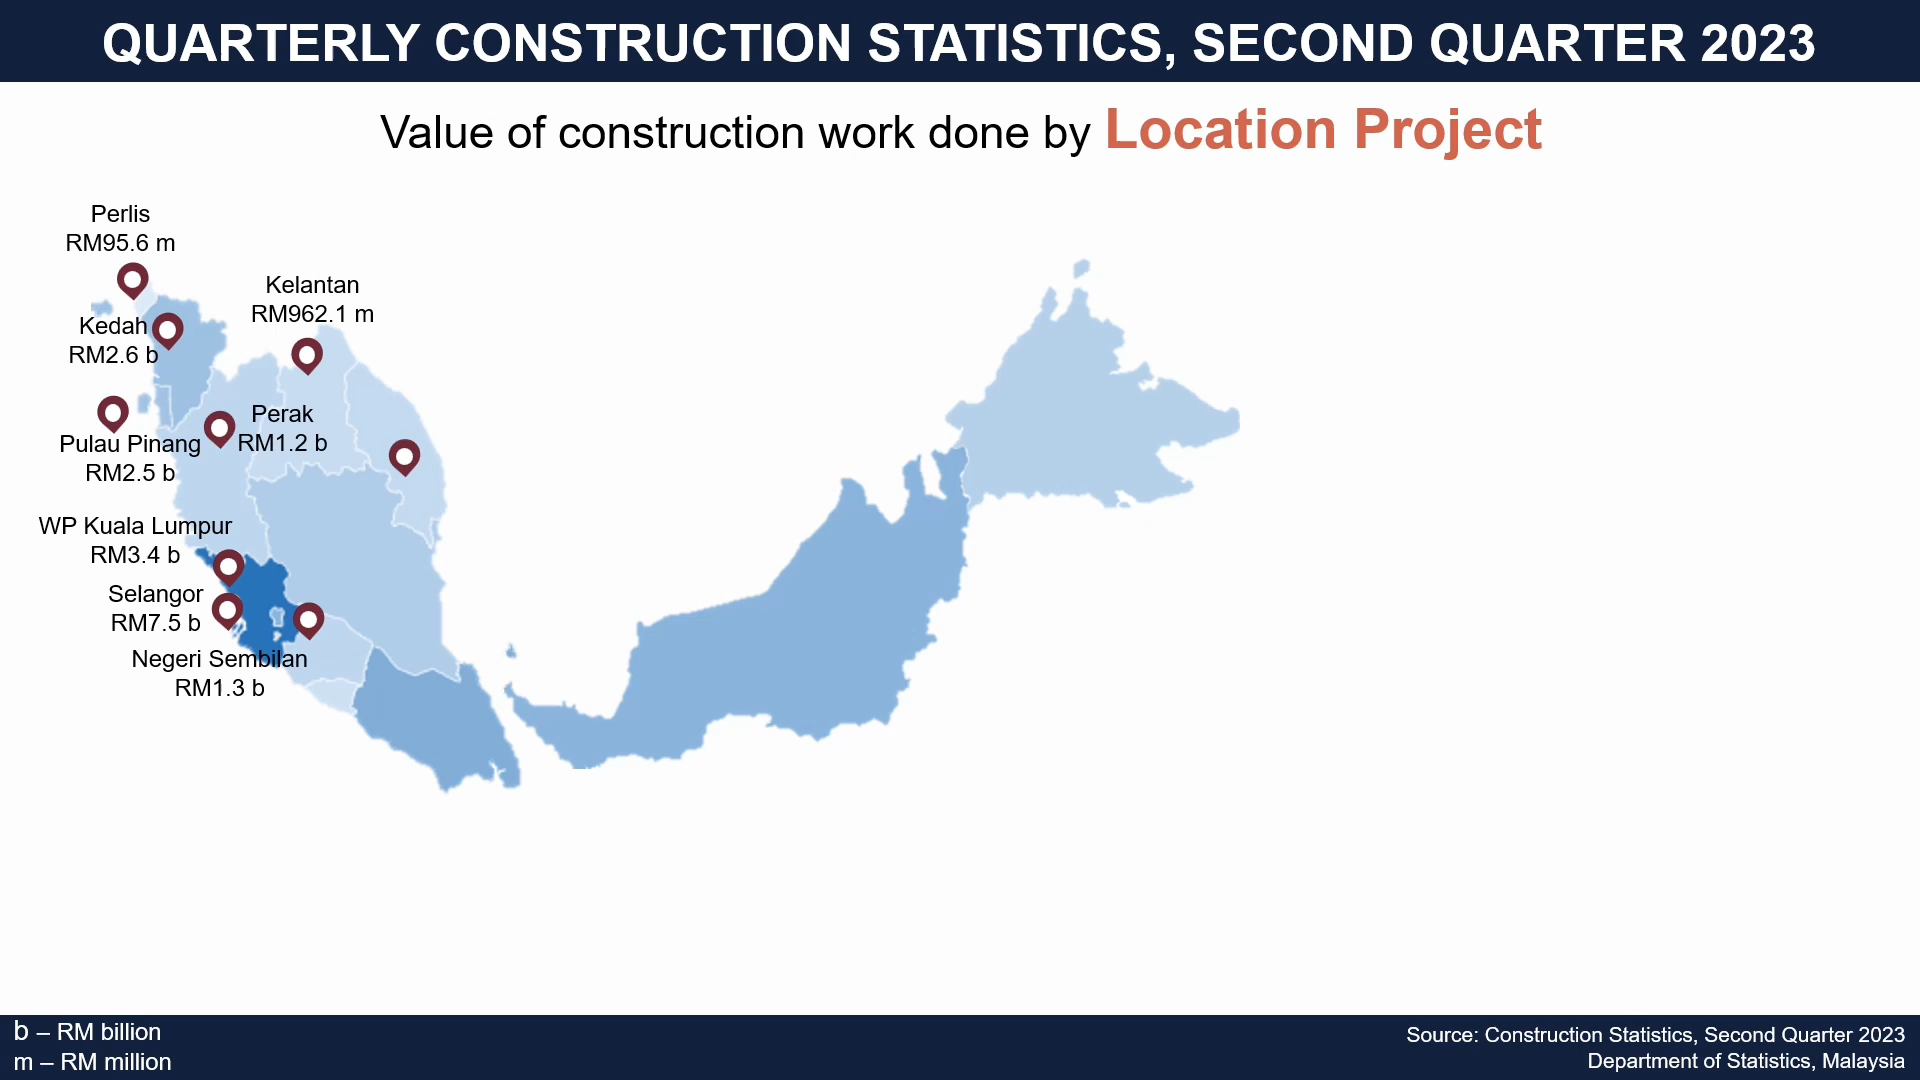 QUARTERLY CONSTRUCTION STATISTICS, SECOND QUARTER 2023
Value of construction work done by Location Project
Perlis
RM95.6 m
Kelantan
RM962.1 m
Kedah
RM2.6 b
Perak
RM1.2 b
Pulau Pinang
RM2.5 b
WP Kuala Lumpur
RM3.4 b
Selangor
RM7.5 b
Negeri Sembilan
RM1.3 b
b – RM billion
m – RM million
Source: Construction Statistics, Second Quarter 2023
Department of Statistics, Malaysia